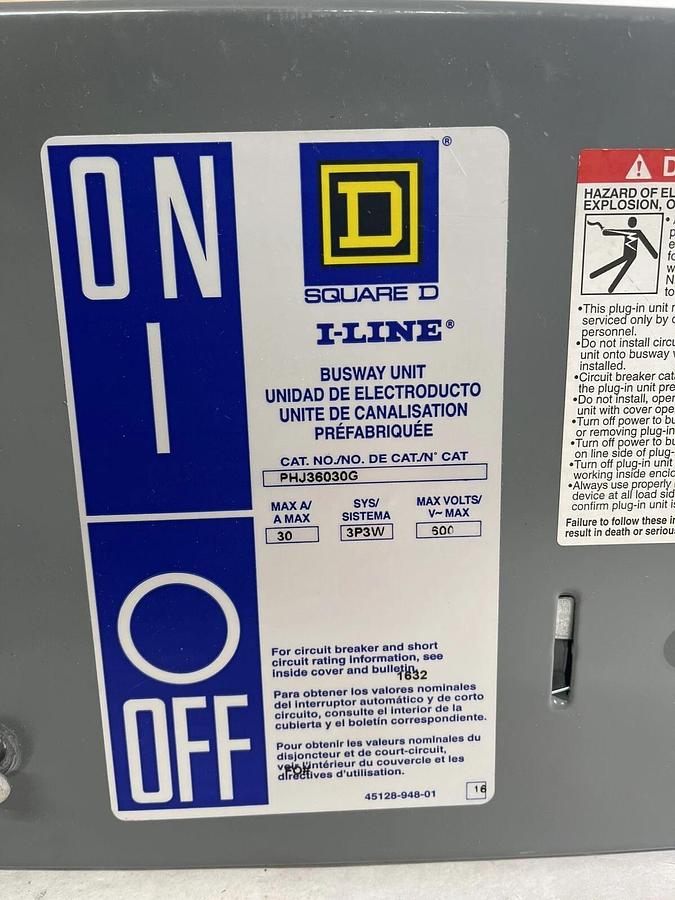 ON
I
OFF
D
®
SQUARE D
I-LINE®
BUSWAY UNIT
UNIDAD DE ELECTRODUCTO
UNITE DE CANALISATION
PRÉFABRIQUÉE
CAT. NO./NO. DE CAT./N° CAT
PHJ36030G
MAX A/
A MAX
30
SYS/
SISTEMA
3P3W
MAX VOLTS/
V~ MAX
600
For circuit breaker and short
circuit rating information, see
inside cover and bulletin.
1632
Para obtener los valores nominales
del interruptor automático y de corto
circuito, consulte el interior de la
cubierta y el boletín correspondiente.
Pour obtenir les valeurs nominales du
disjoncteur et de court-circuit,
voir l'intérieur du couvercle et les
directives d'utilisation.
45128-948-01
16
HAZARD OF EL
EXPLOSION, O
•This plug-in unit
serviced only by
personnel.
•Do not install circu
unit onto busway
installed.
•Circuit breaker cat
the plug-in unit pre
•Do not install, oper
unit with cover ope
•Turn off power to bu
or removing plug-in
•Turn off power to bu
on line side of plug-
•Turn off plug-in unit
working inside enclo
•Always use properly
device at all load sid
confirm plug-in unit is
Failure to follow these in
result in death or seriou